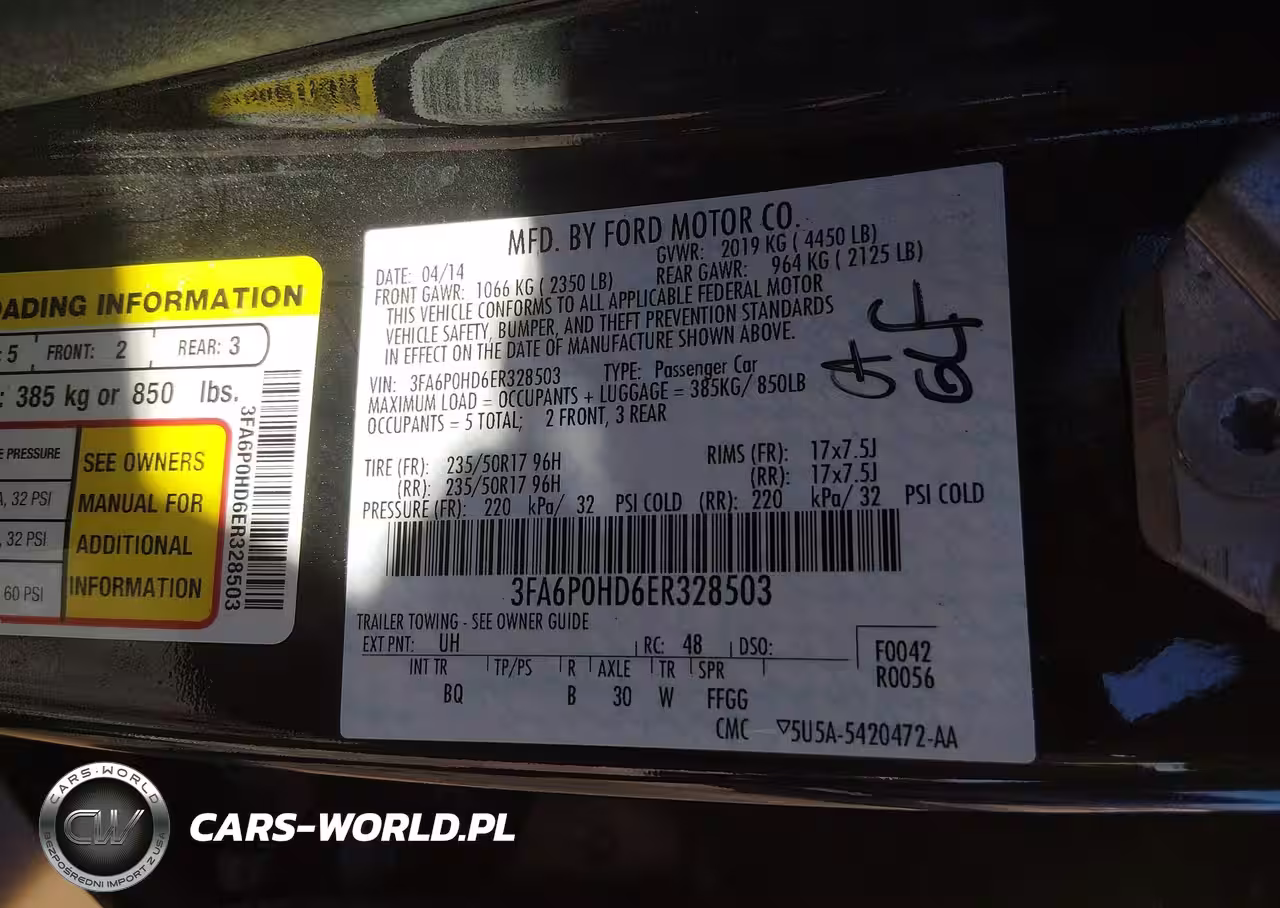 OADING INFORMATION
: 5 FRONT: 2 REAR: 3
: 385 kg or 850 lbs.
E PRESSURE
A, 32 PSI
, 32 PSI
60 PSI
SEE OWNERS
MANUAL FOR
ADDITIONAL
INFORMATION
3FA6P0HD6ER328503
MFD. BY FORD MOTOR CO.
DATE: 04/14 GVWR: 2019 KG ( 4450 LB)
FRONT GAWR: 1066 KG ( 2350 LB) REAR GAWR: 964 KG ( 2125 LB)
THIS VEHICLE CONFORMS TO ALL APPLICABLE FEDERAL MOTOR
VEHICLE SAFETY, BUMPER, AND THEFT PREVENTION STANDARDS
IN EFFECT ON THE DATE OF MANUFACTURE SHOWN ABOVE.
VIN: 3FA6P0HD6ER328503 TYPE: Passenger Car
MAXIMUM LOAD = OCCUPANTS + LUGGAGE = 385KG/ 850LB
OCCUPANTS = 5 TOTAL; 2 FRONT, 3 REAR
TIRE (FR): 235/50R17 96H RIMS (FR): 17x7.5J
(RR): 235/50R17 96H (RR): 17x7.5J
PRESSURE (FR): 220 kPa/ 32 PSI COLD (RR): 220 kPa/ 32 PSI COLD
3FA6P0HD6ER328503
TRAILER TOWING - SEE OWNER GUIDE
EXT PNT: UH RC: 48 DSO:
F0042
R0056
INT TR TP/PS R AXLE TR SPR
BQ B 30 W FFGG
CMC ▽5U5A-5420472-AA
CARS-WORLD
CW
BEZPOŚREDNI IMPORT Z USA
CARS-WORLD.PL